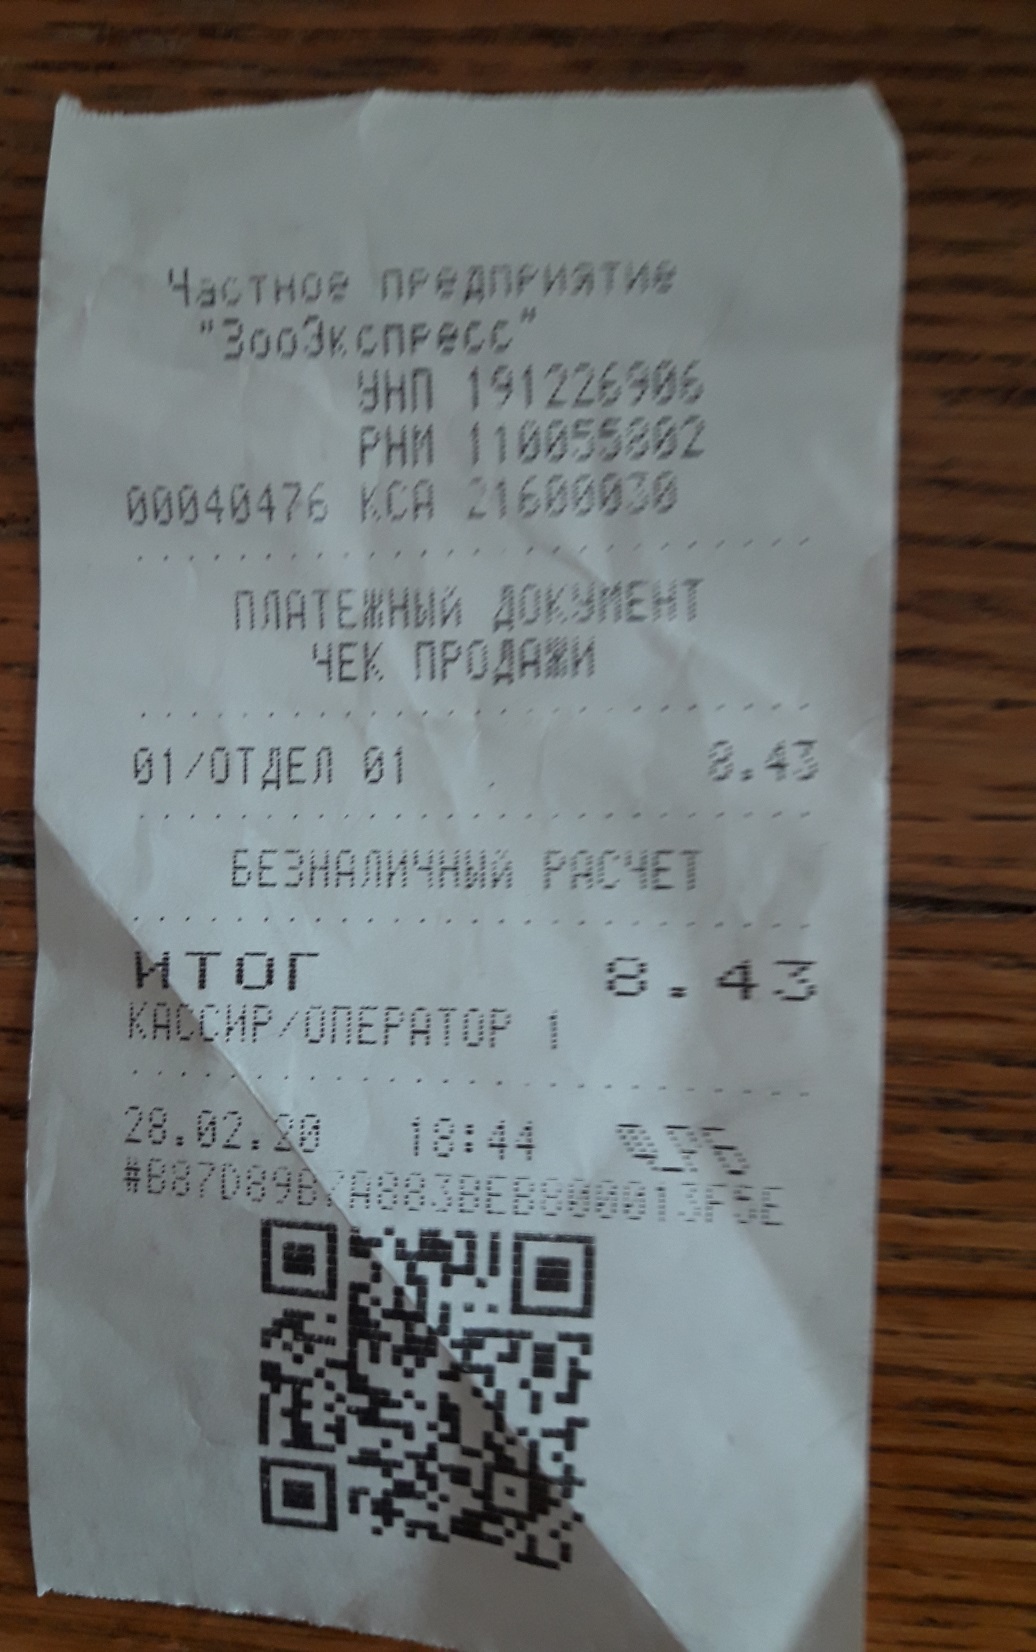 Частное предприятие
"ЗооЭкспресс"
УНП 191226906
РНМ 110055802
00040476 КСА 21600030
ПЛАТЕЖНЫЙ ДОКУМЕНТ
ЧЕК ПРОДАЖИ
01/ОТДЕЛ 01 8.43
БЕЗНАЛИЧНЫЙ РАСЧЕТ
ИТОГ 8.43
КАССИР/ОПЕРАТОР 1
28.02.20 18:44